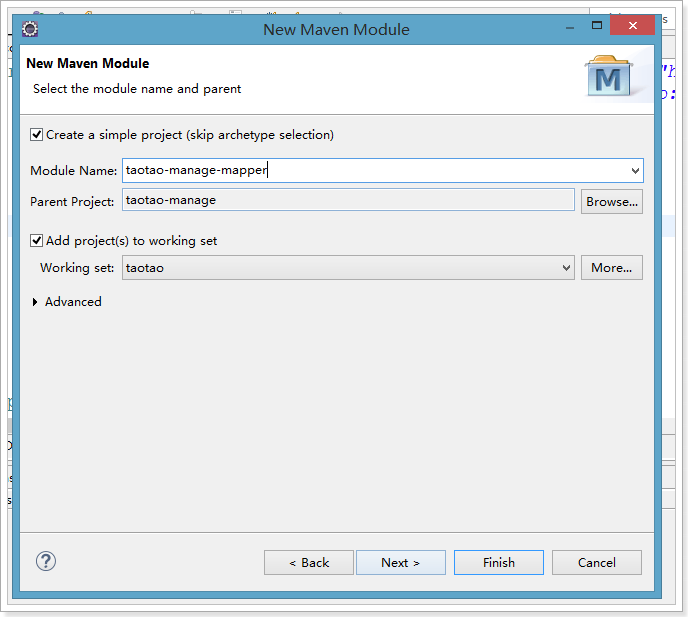 New Maven Module
New Maven Module
Select the module name and parent
M
Create a simple project (skip archetype selection)
Module Name: taotao-manage-mapper
Parent Project: taotao-manage Browse...
Add project(s) to working set
Working set: taotao More...
Advanced
? < Back Next > Finish Cancel